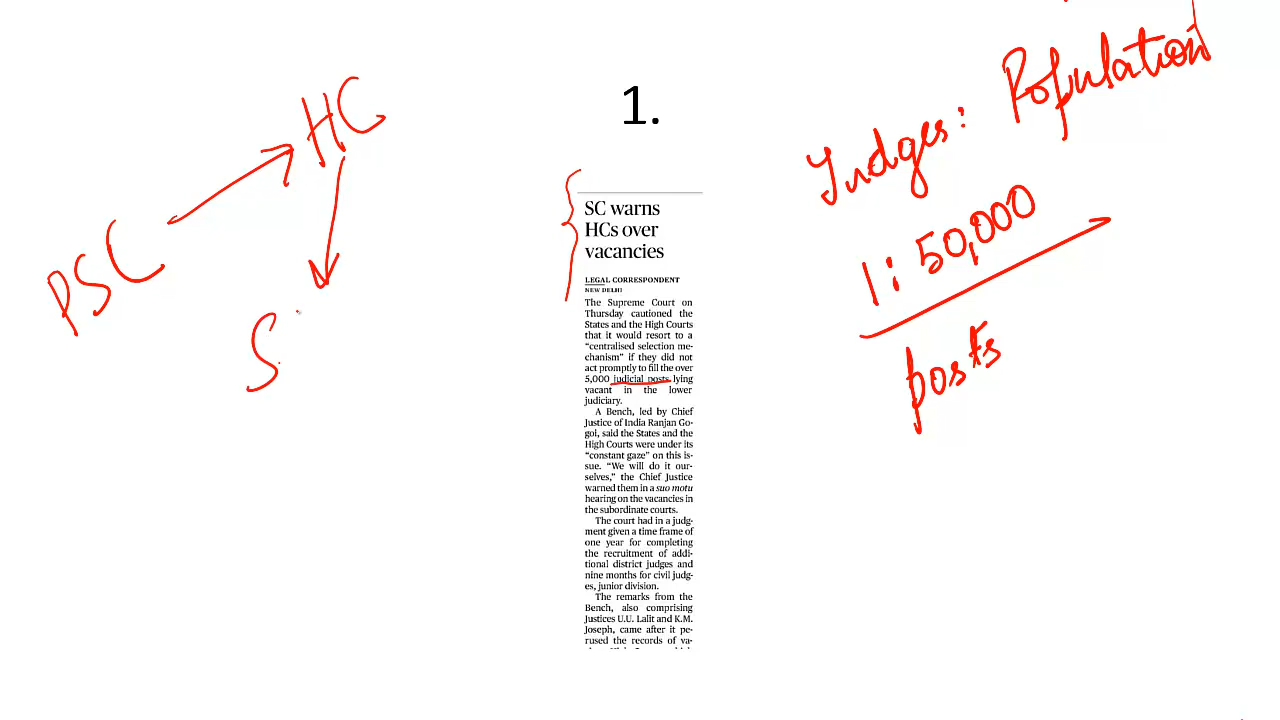 1.
PSC
HC
S
Judges: Population
1: 50,000
posts
SC warns
HCs over
vacancies
LEGAL CORRESPONDENT
NEW DELHI
The Supreme Court on
Thursday cautioned the
States and the High Courts
that it would resort to a
“centralised selection me-
chanism” if they did not
act promptly to fill the over
5,000 judicial posts lying
vacant in the lower
judiciary.
A Bench, led by Chief
Justice of India Ranjan Go-
goi, said the States and the
High Courts were under its
“constant gaze” on this is-
sue. “We will do it our-
selves,” the Chief Justice
warned them in a suo motu
hearing on the vacancies in
the subordinate courts.
The court had in a judg-
ment given a time frame of
one year for completing
the recruitment of addi-
tional district judges and
nine months for civil judg-
es, junior division.
The remarks from the
Bench, also comprising
Justices U.U. Lalit and K.M.
Joseph, came after it pe-
rused the records of va-